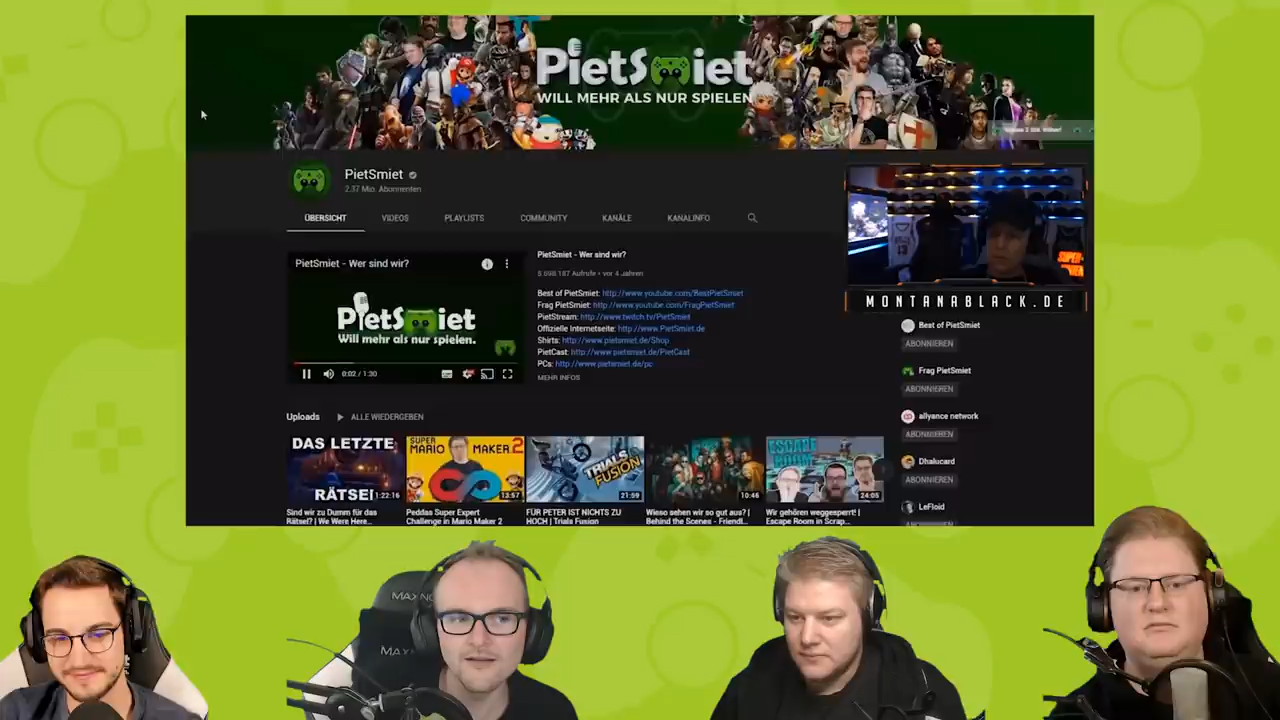 PietSmiet
WILL MEHR ALS NUR SPIELEN
PietSmiet
2.37 Mio. Abonnenten
ÜBERSICHT
VIDEOS
PLAYLISTS
COMMUNITY
KANÄLE
KANALINFO
PietSmiet - Wer sind wir?
PietSmiet
Will mehr als nur spielen.
0:02 / 1:30
PietSmiet - Wer sind wir?
Aufrufe • vor 4 Jahren
Best of PietSmiet: http://www.youtube.com/BestPietSmiet
Frag PietSmiet: http://www.youtube.com/FragPietSmiet
PietStream: http://www.twitch.tv/PietSmiet
Offizielle Internetseite: http://www.PietSmiet.de
Shirts: http://www.pietsmiet.de/Shop
PietCast: http://www.pietsmiet.de/PietCast
PCs: http://www.pietsmiet.de/pc
MEHR INFOS
MONTANABLACK.DE
Best of PietSmiet
ABONNIEREN
Frag PietSmiet
ABONNIEREN
allyance network
ABONNIEREN
Dhalucard
ABONNIEREN
LeFloid
ABONNIEREN
Uploads
ALLE WIEDERGEBEN
DAS LETZTE
RÄTSEL
1:22:16
Sind wir zu Dumm für das
Rätsel? | We Were Here...
SUPER MARIO MAKER 2
13:57
Peddas Super Expert
Challenge in Mario Maker 2
TRIALS
FUSION
21:59
FÜR PETER IST NICHTS ZU
HOCH | Trials Fusion
10:46
Wieso sehen wir so gut aus? |
Behind the Scenes - Friendl...
ESCAPE
ROOM
24:05
Wir gehören weggesperrt! |
Escape Room in Scrap...
MAXN
MAX